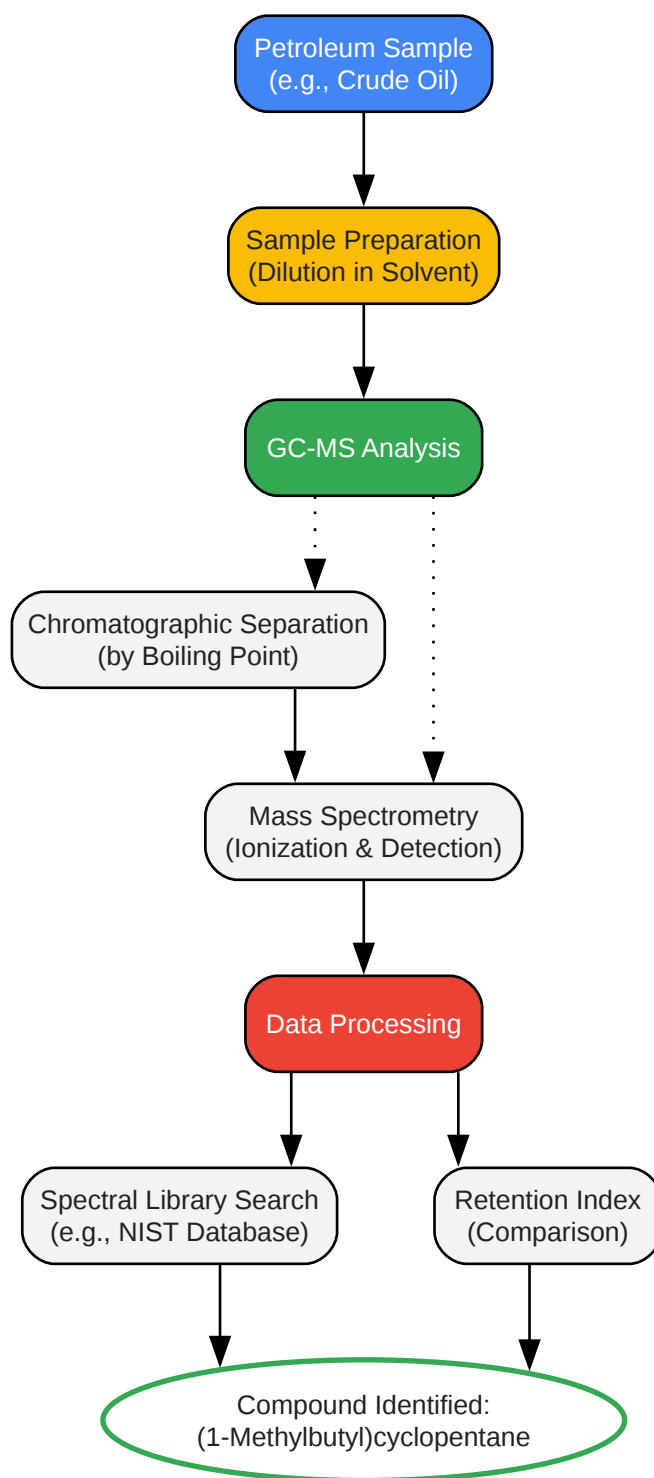 Petroleum Sample
(e.g., Crude Oil)
Sample Preparation
(Dilution in Solvent)
GC-MS Analysis
Chromatographic Separation
(by Boiling Point)
Mass Spectrometry
(Ionization & Detection)
Data Processing
Spectral Library Search
(e.g., NIST Database)
Retention Index
(Comparison)
Compound Identified:
(1-Methylbutyl)cyclopentane